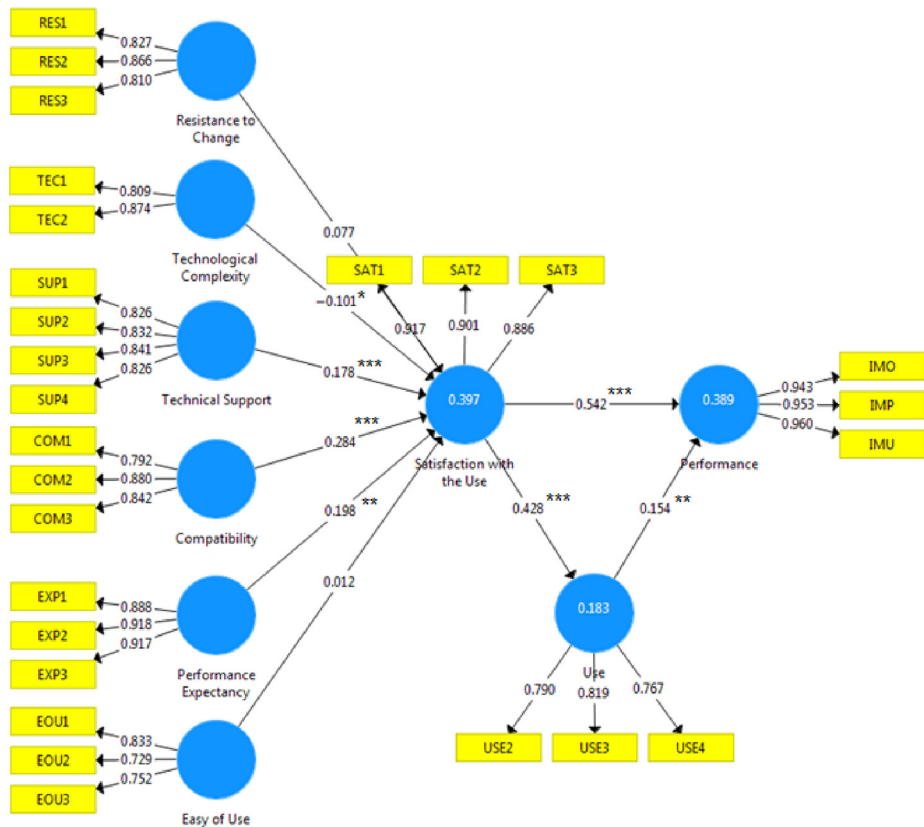 RES1
0.827
RES2
0.866
0.810
RES3
Resistance to
Change
TEC1
0.809
TEC2
0.874
0.077
Technological
Complexity
SAT1
SAT2
SAT3
SUP1
−0.101*
0.826
SUP2
0.832
0.917
0.901
0.886
SUP3
0.841
0.826
SUP4
Technical Support
0.178 ***
0.397
0.542 ***
0.389
0.943
IMO
0.953
IMP
0.960
IMU
COM1
0.792
COM2
0.880
0.842
COM3
Compatibility
0.284 ***
Satisfaction with
the Use
Performance
0.198 **
0.428 ***
0.154 **
EXP1
0.888
EXP2
0.918
0.917
EXP3
Performance
Expectancy
0.012
0.183
Use
0.790
0.819
0.767
USE2
USE3
USE4
EOU1
0.833
EOU2
0.729
0.752
EOU3
Easy of Use